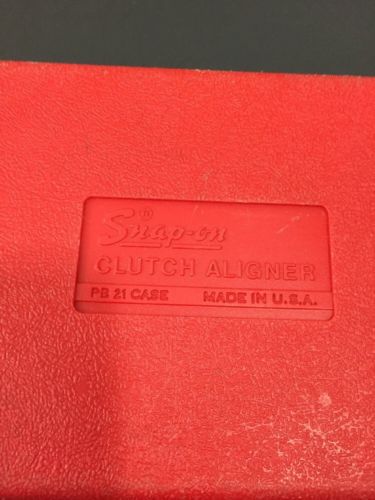 Snap-on®
CLUTCH ALIGNER
PB 21 CASE MADE IN U.S.A.